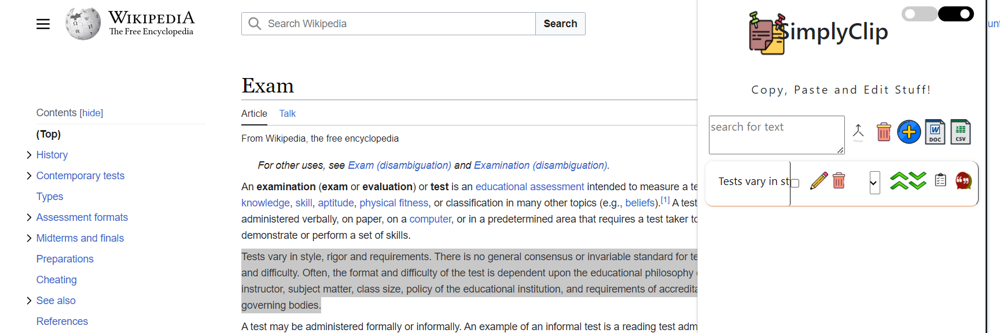 WIKIPEDIA
The Free Encyclopedia
Search Wikipedia
Search
Contents [hide]
(Top)
History
Contemporary tests
Types
Assessment formats
Midterms and finals
Preparations
Cheating
See also
References
Exam
Article Talk
From Wikipedia, the free encyclopedia
For other uses, see Exam (disambiguation) and Examination (disambiguation).
An examination (exam or evaluation) or test is an educational assessment intended to measure a te
knowledge, skill, aptitude, physical fitness, or classification in many other topics (e.g., beliefs).[1] A test
administered verbally, on paper, on a computer, or in a predetermined area that requires a test taker to
demonstrate or perform a set of skills.
Tests vary in style, rigor and requirements. There is no general consensus or invariable standard for te
and difficulty. Often, the format and difficulty of the test is dependent upon the educational philosophy
instructor, subject matter, class size, policy of the educational institution, and requirements of accredita
governing bodies.
A test may be administered formally or informally. An example of an informal test is a reading test adm
SimplyClip
unt
Copy, Paste and Edit Stuff!
search for text
Merge
W
DOC
CSV
Tests vary in st